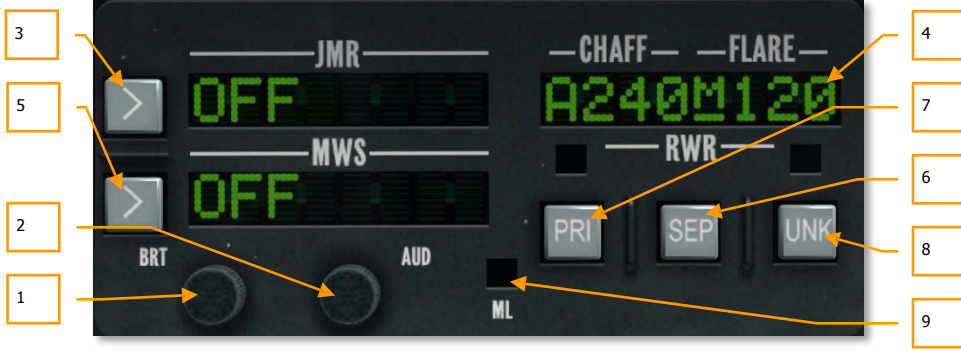 3
JMR
CHAFF
FLARE
4
>
OFF
A240M120
7
5
MWS
RWR
>
OFF
6
2
PRI
SEP
UNK
BRT
AUD
8
1
ML
9